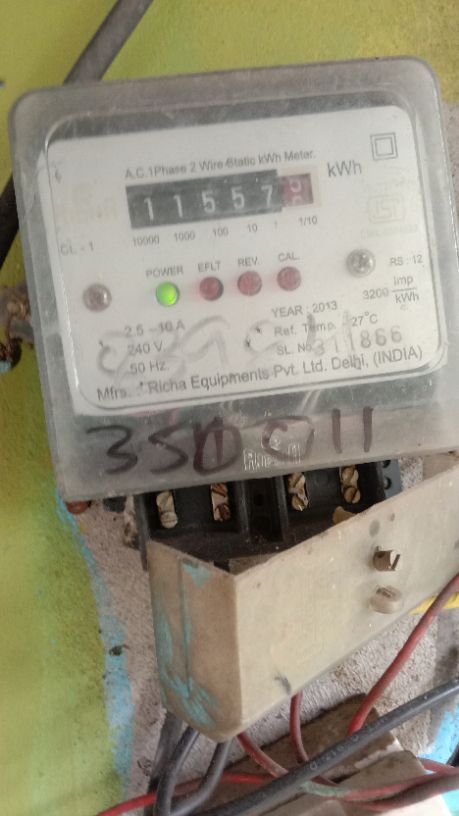 A.C.1Phase 2 Wire Static kWh Meter.
kWh
1 1 5 5 7
10000 1000 100 10 1 1/10
CL - 1
POWER EFLT REV. CAL.
RS : 12
3200 Imp/kWh
YEAR : 2013
2.5 - 10 A
Ref. Temp. 27°C
240 V
SL. No. 311866
50 Hz
Mfrs. : Richa Equipments Pvt. Ltd. Delhi, (INDIA)